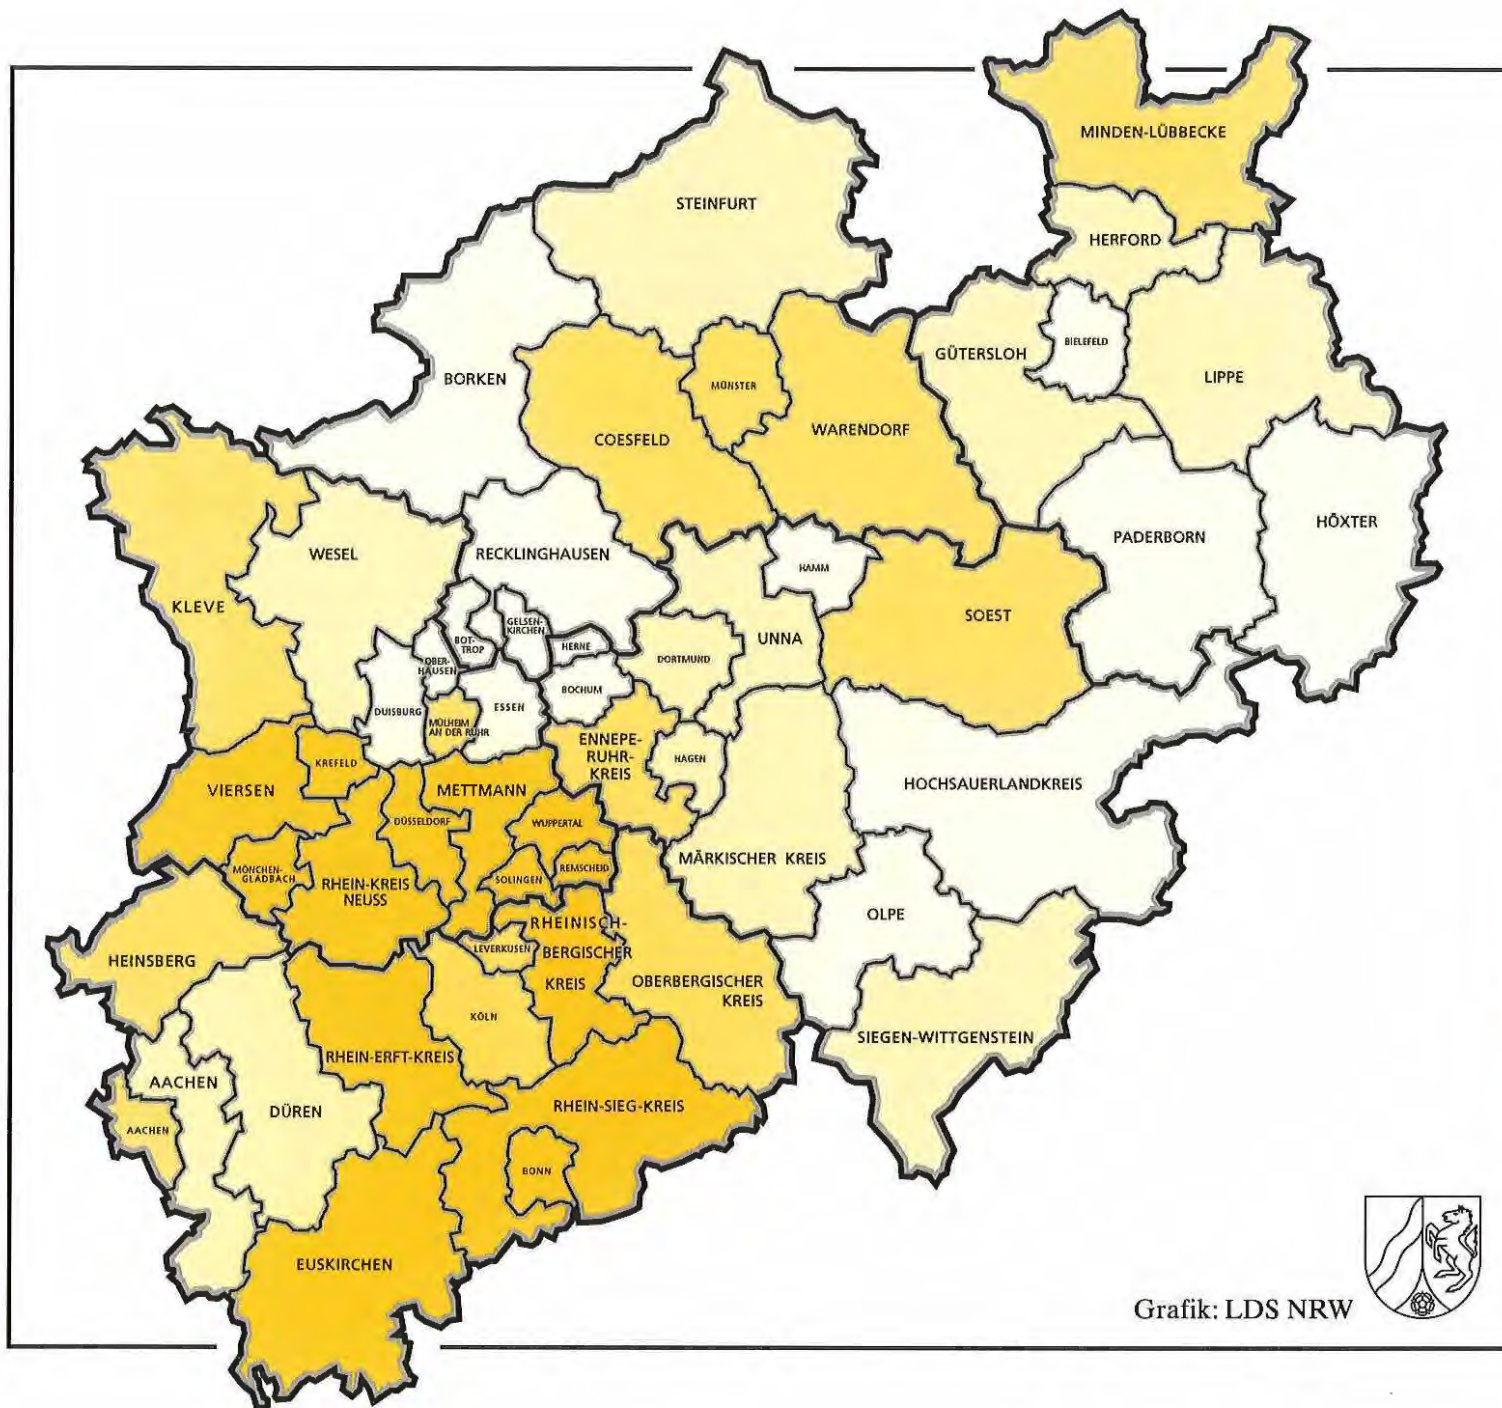 MINDEN-LÜBBECKE
STEINFURT
HERFORD
BIELEFELD
GÜTERSLOH
LIPPE
BORKEN
MÜNSTER
COESFELD
WARENDORF
HÖXTER
PADERBORN
WESEL
RECKLINGHAUSEN
HAMM
KLEVE
SOEST
GELSEN-
KIRCHEN
BOT-
TROP
HERNE
UNNA
DORTMUND
OBER-
HAUSEN
BOCHUM
ESSEN
DUISBURG
MÜLHEIM
AN DER RUHR
ENNEPE-
RUHR-
KREIS
HAGEN
KREFELD
VIERSEN
METTMANN
HOCHSAUERLANDKREIS
DÜSSELDORF
WUPPERTAL
MÄRKISCHER KREIS
MÖNCHEN-
GLADBACH
REMSCHEID
SOLINGEN
RHEIN-KREIS
NEUSS
OLPE
RHEINISCH-
BERGISCHER
KREIS
LEVERKUSEN
HEINSBERG
OBERBERGISCHER
KREIS
KÖLN
SIEGEN-WITTGENSTEIN
RHEIN-ERFT-KREIS
AACHEN
DÜREN
RHEIN-SIEG-KREIS
AACHEN
BONN
EUSKIRCHEN
Grafik: LDS NRW